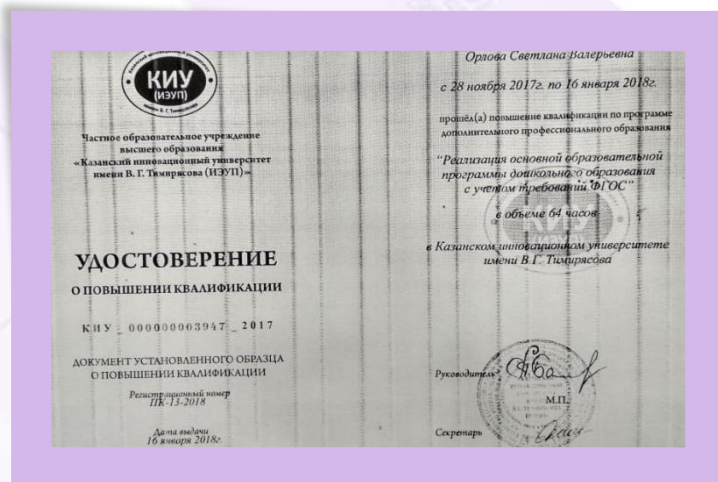 КИУ
(ИЭУП)
Частное образовательное учреждение
высшего образования
«Казанский инновационный университет
имени В. Г. Тимирясова (ИЭУП)»
УДОСТОВЕРЕНИЕ
О ПОВЫШЕНИИ КВАЛИФИКАЦИИ
КИУ _ 000000003947 _ 2017
ДОКУМЕНТ УСТАНОВЛЕННОГО ОБРАЗЦА
О ПОВЫШЕНИИ КВАЛИФИКАЦИИ
Регистрационный номер
ПК-13-2018
Дата выдачи
16 января 2018г.
Орлова Светлана Валерьевна
с 28 ноября 2017г. по 16 января 2018г.
прошёл(а) повышение квалификации по программе
дополнительного профессионального образования
"Реализация основной образовательной
программы дошкольного образования
с учетом требований ФГОС"
в объеме 64 часов
в Казанском инновационном университете
имени В.Г. Тимирясова
Руководитель
М.П.
Секретарь